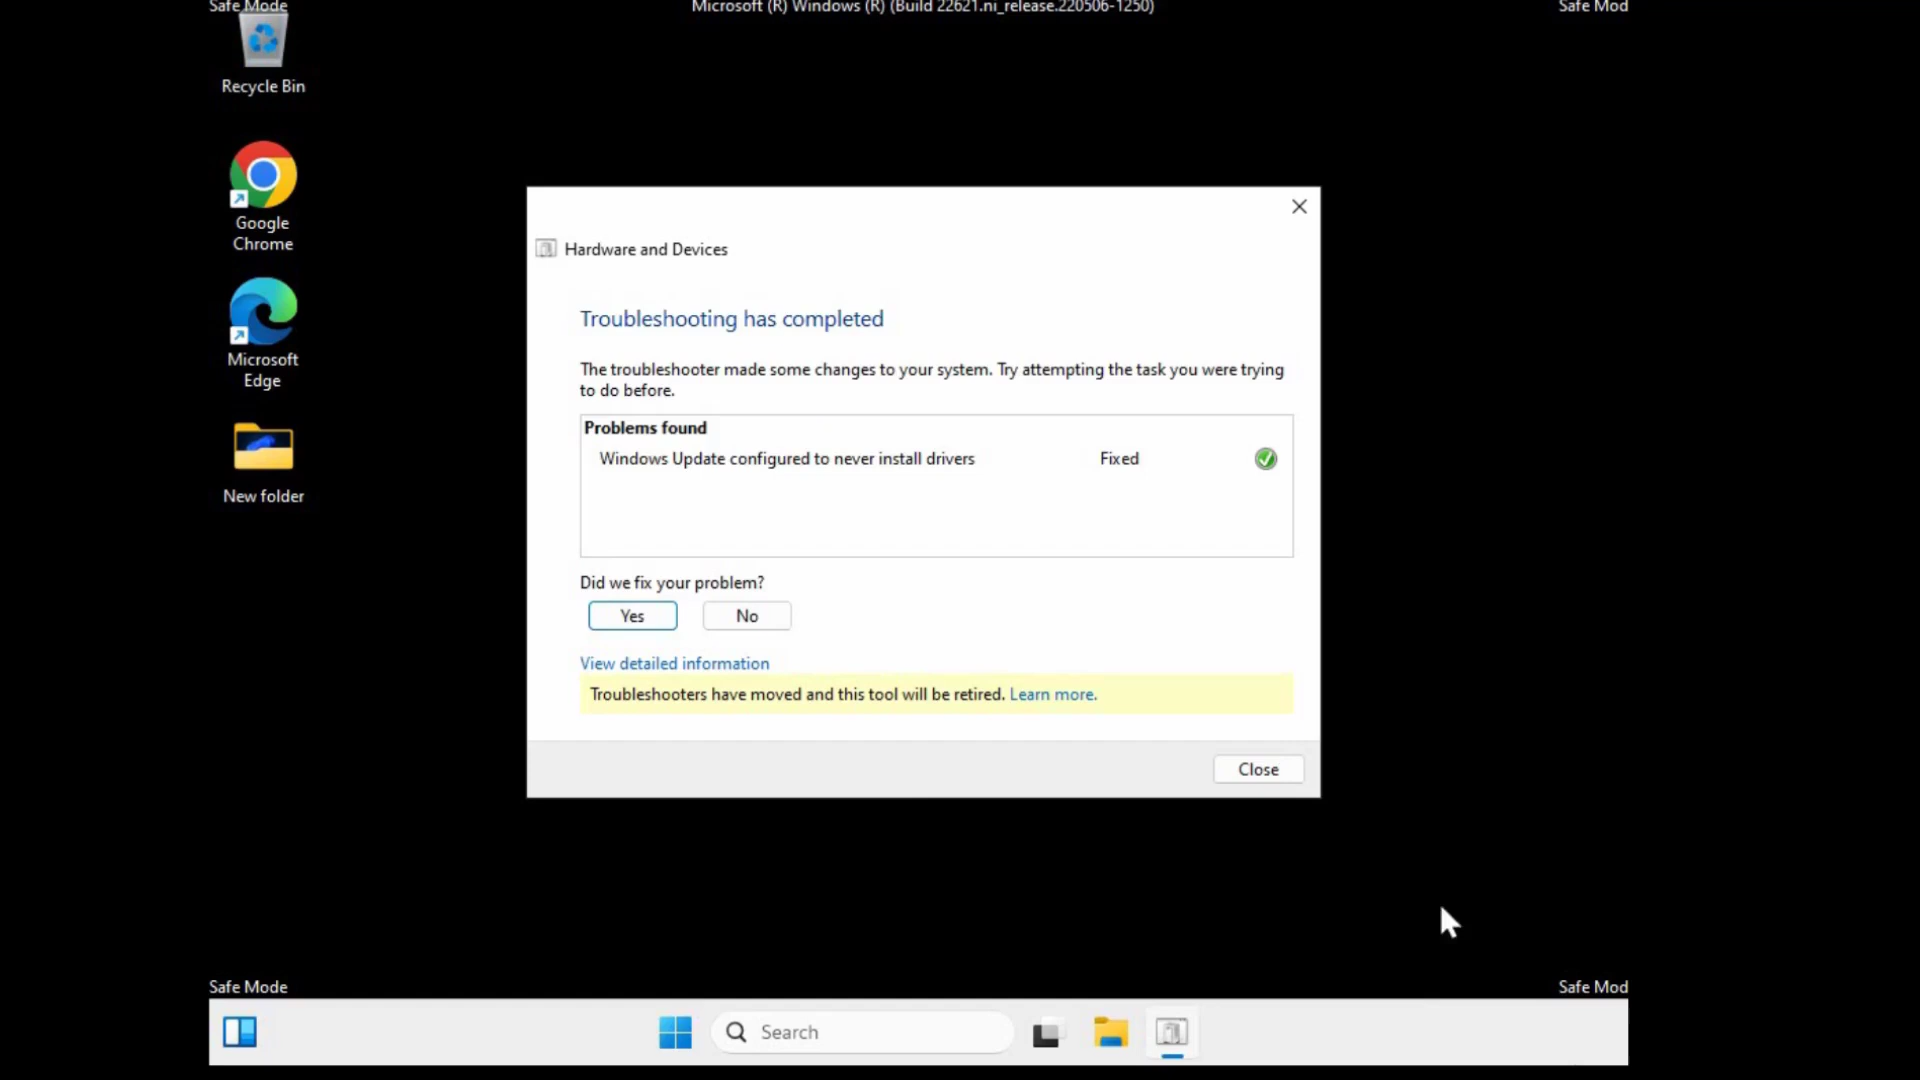 Safe Mode
Microsoft (R) Windows (R) (Build 22621.ni_release.220506-1250)
Safe Mod
Recycle Bin
Google
Chrome
Microsoft
Edge
New folder
Hardware and Devices
Troubleshooting has completed
The troubleshooter made some changes to your system. Try attempting the task you were trying
to do before.
Problems found
Windows Update configured to never install drivers Fixed
Did we fix your problem?
Yes No
View detailed information
Troubleshooters have moved and this tool will be retired. Learn more.
Close
Safe Mode
Safe Mod
Search